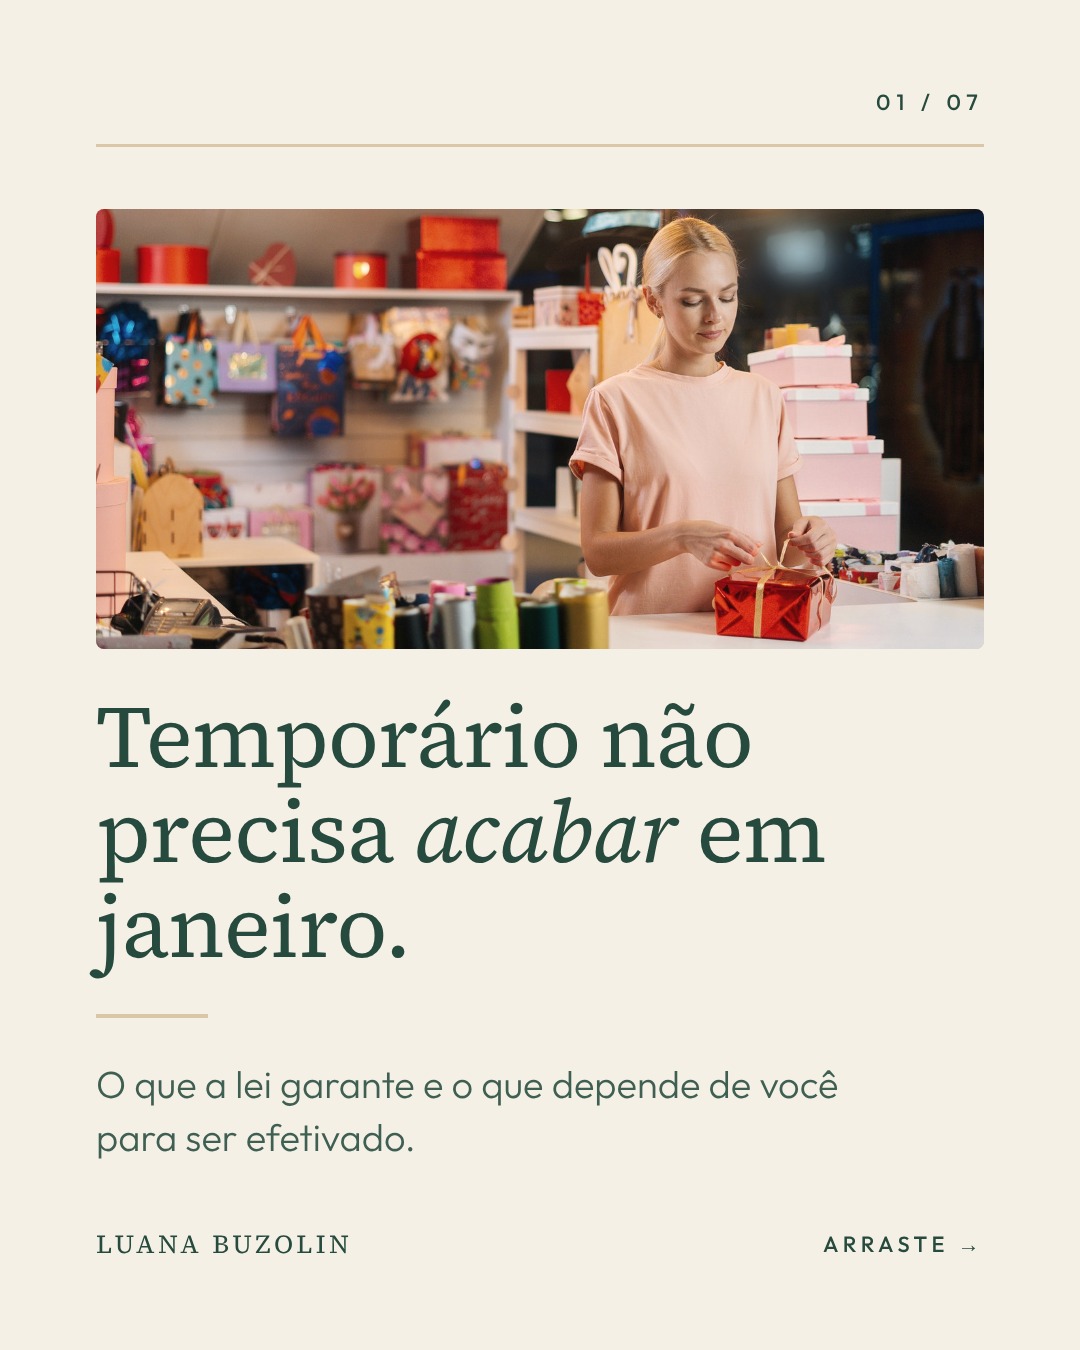 01 / 07
Temporário não
precisa acabar em
janeiro.
O que a lei garante e o que depende de você
para ser efetivado.
LUANA BUZOLIN
ARRASTE →